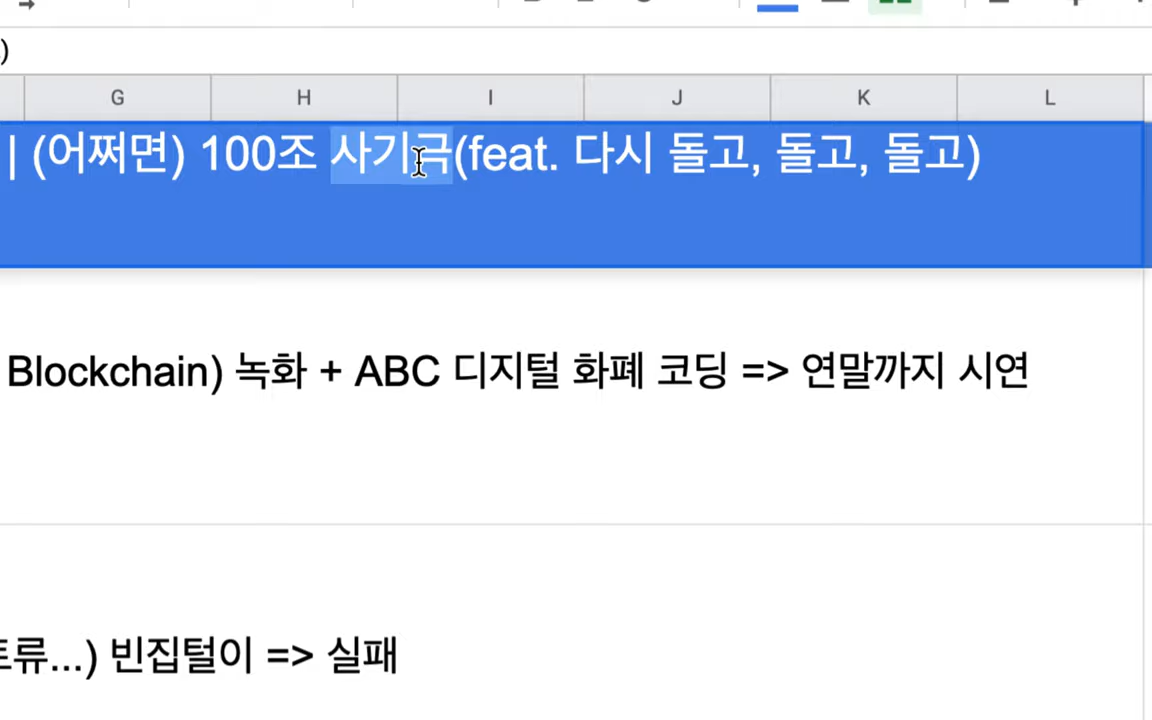 )
G H I J K L
| (어쩌면) 100조 사기극(feat. 다시 돌고, 돌고, 돌고)
Blockchain) 녹화 + ABC 디지털 화폐 코딩 => 연말까지 시연
트류...) 빈집털이 => 실패